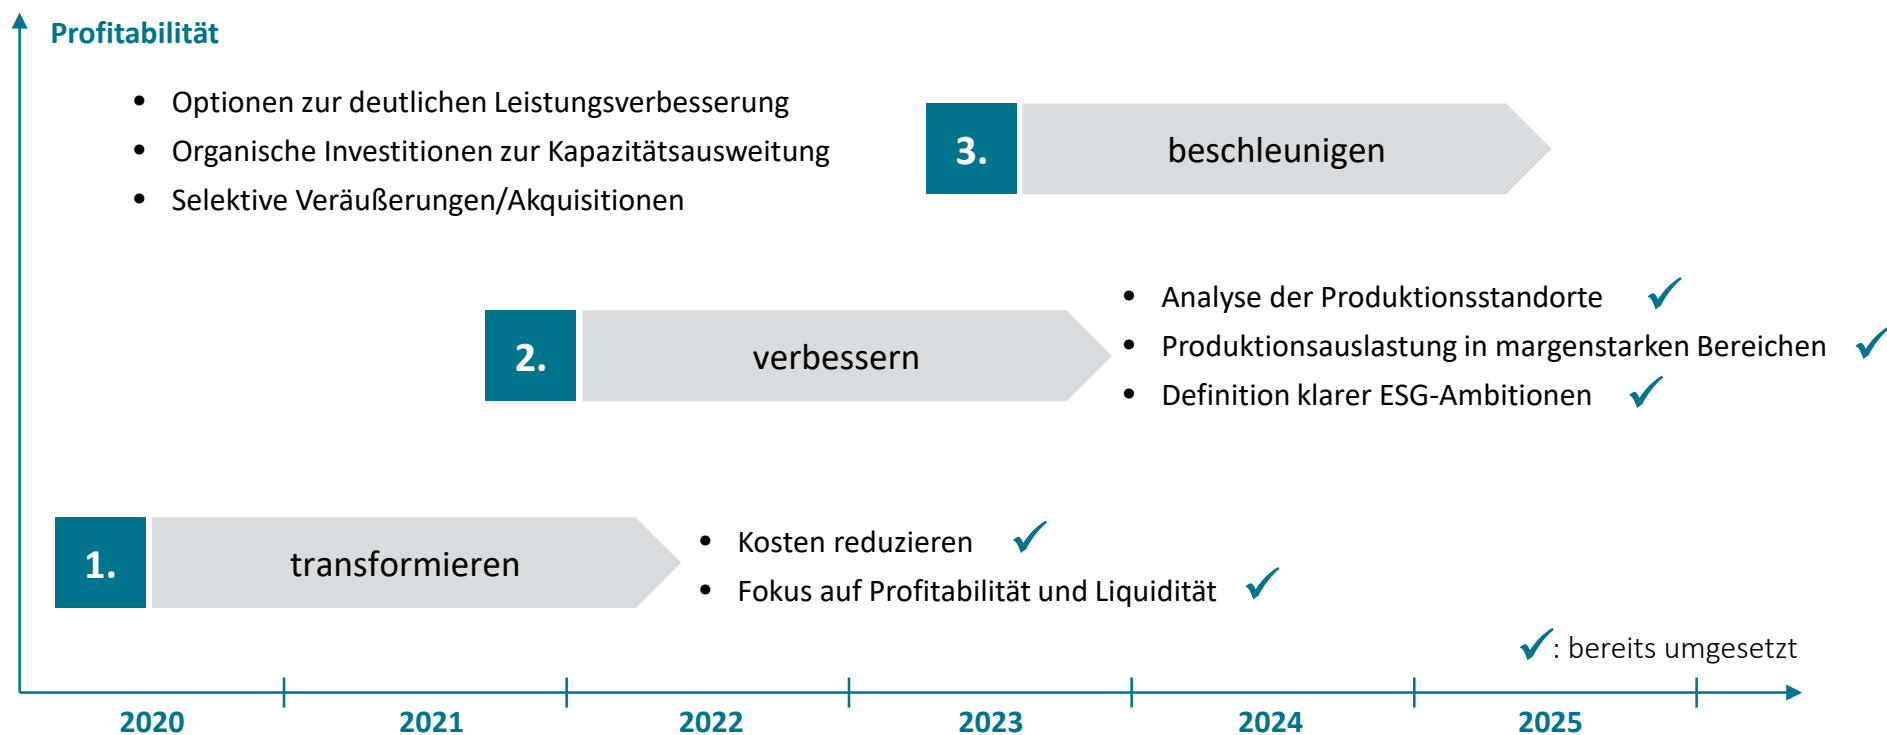 Profitabilität
• Optionen zur deutlichen Leistungsverbesserung
• Organische Investitionen zur Kapazitätsausweitung
• Selektive Veräußerungen/Akquisitionen
3. beschleunigen
2. verbessern
• Analyse der Produktionsstandorte ✓
• Produktionsauslastung in margenstarken Bereichen ✓
• Definition klarer ESG-Ambitionen ✓
1. transformieren
• Kosten reduzieren ✓
• Fokus auf Profitabilität und Liquidität ✓
✓: bereits umgesetzt
2020 2021 2022 2023 2024 2025